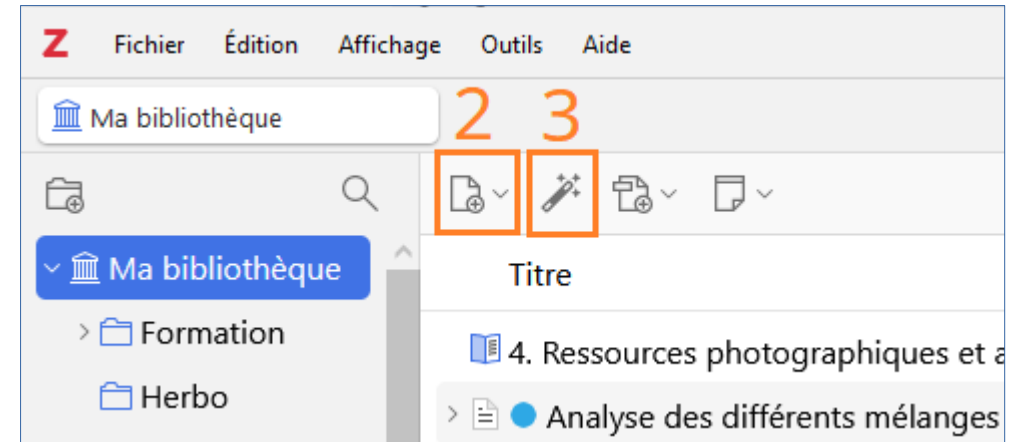 Z Fichier Édition Affichage Outils Aide
Ma bibliothèque 2 3
Ma bibliothèque
Titre
Formation
4. Ressources photographiques et a
Herbo
Analyse des différents mélanges